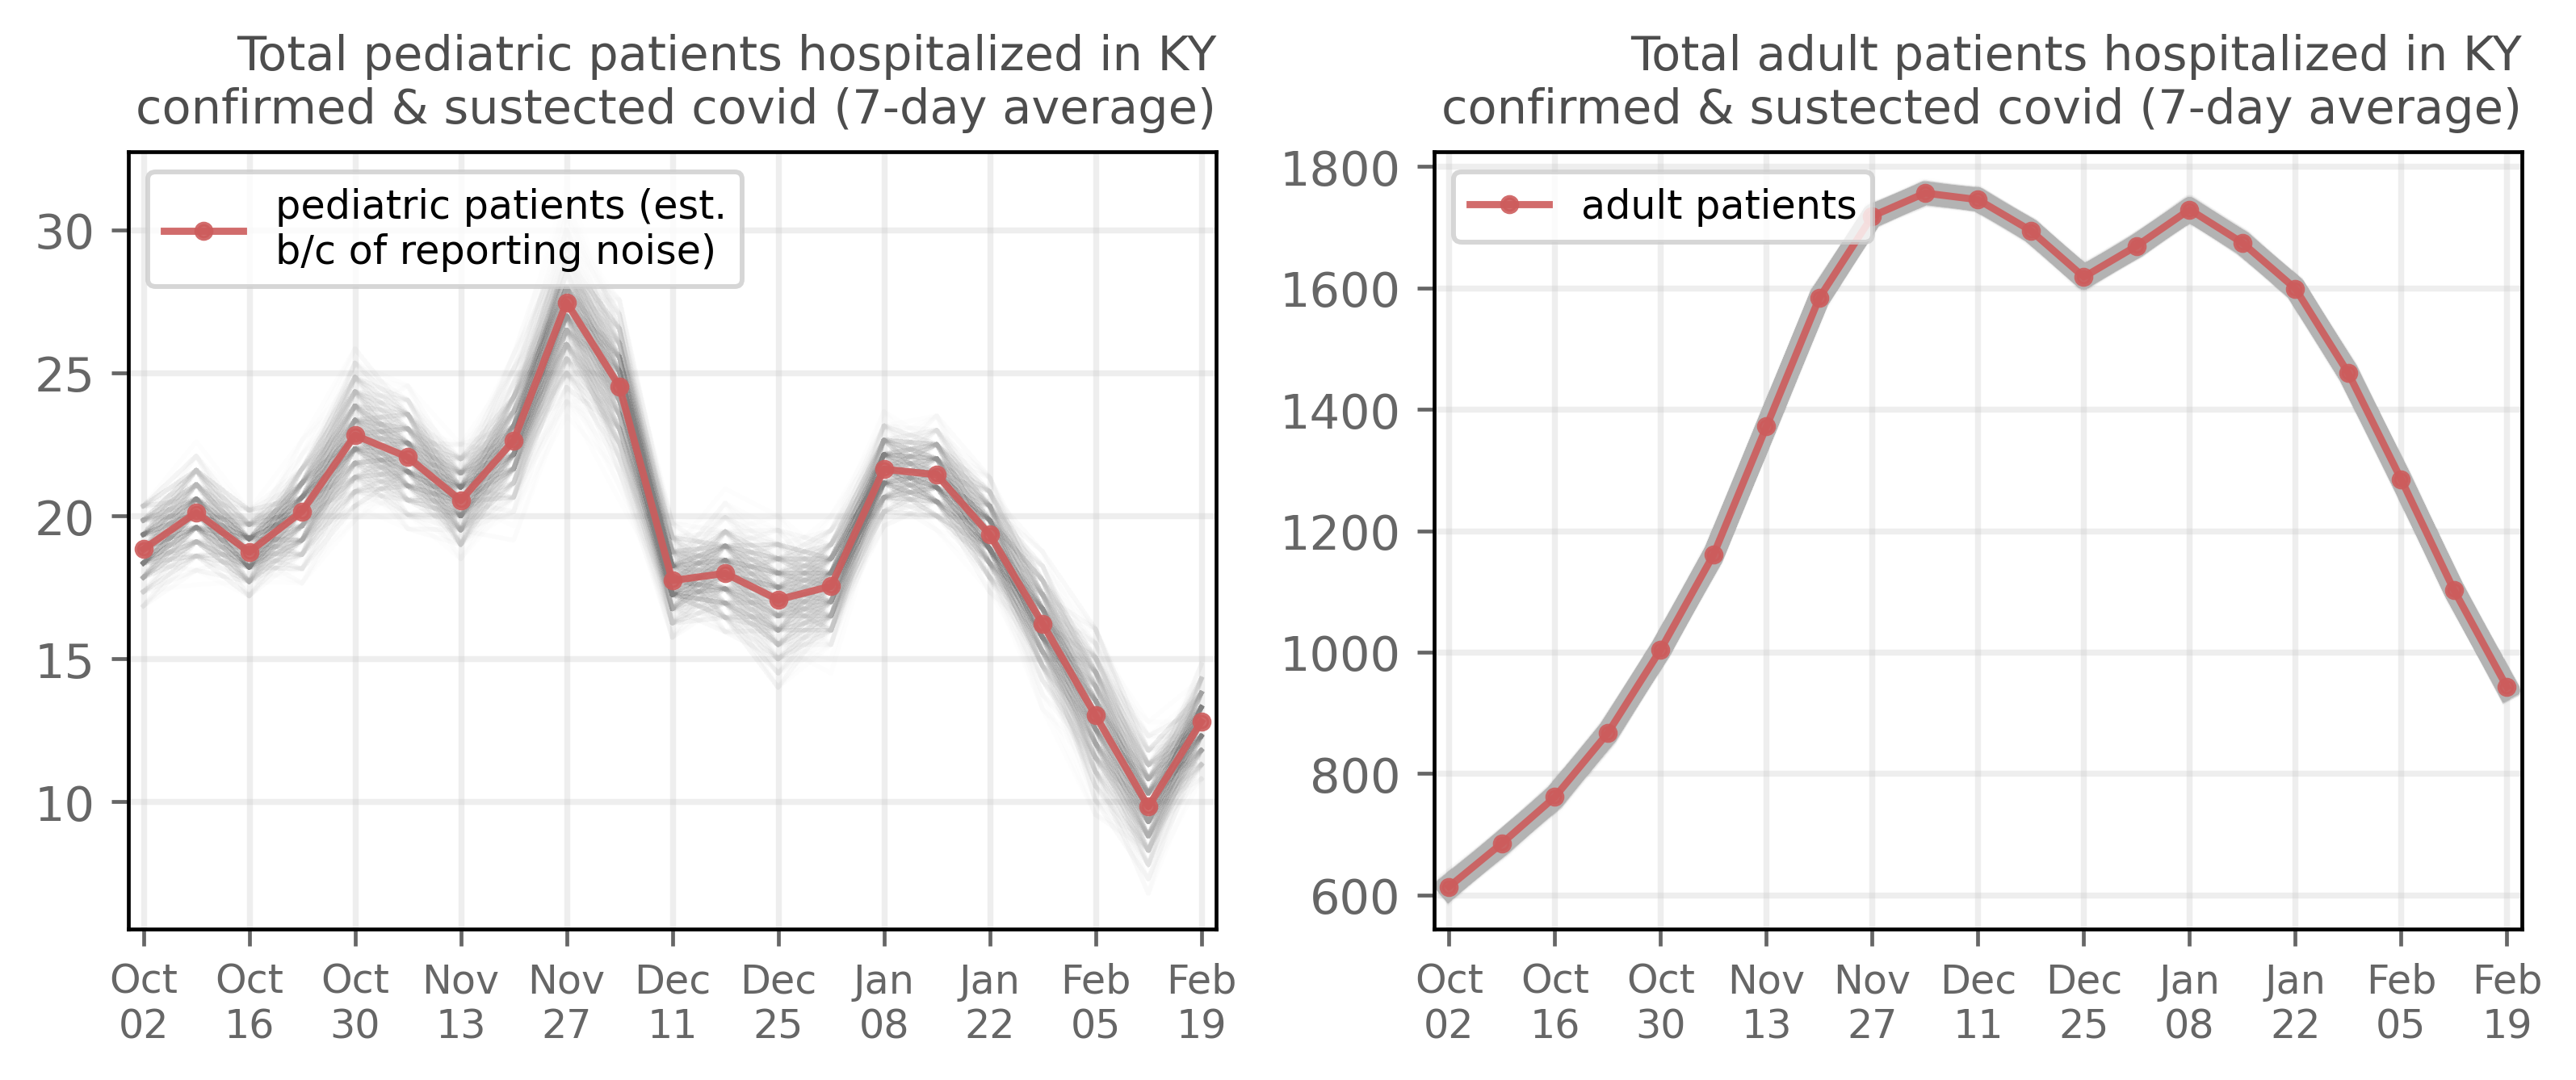 Total pediatric patients hospitalized in KY
confirmed & sustected covid (7-day average)
pediatric patients (est.
b/c of reporting noise)
30
25
20
15
10
Oct Oct Oct Nov Nov Dec Dec Jan Jan Feb Feb
02 16 30 13 27 11 25 08 22 05 19
Total adult patients hospitalized in KY
confirmed & sustected covid (7-day average)
adult patients
1800
1600
1400
1200
1000
800
600
Oct Oct Oct Nov Nov Dec Dec Jan Jan Feb Feb
02 16 30 13 27 11 25 08 22 05 19